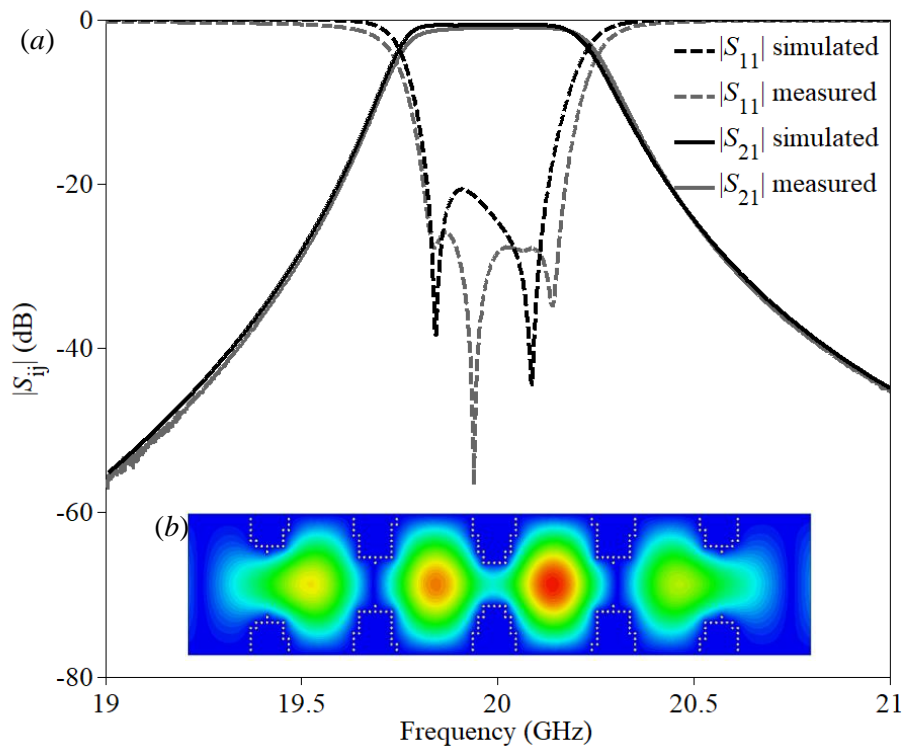 (a)
|S11| simulated
|S11| measured
|S21| simulated
|S21| measured
0
-20
-40
-60
-80
|Sij| (dB)
(b)
19
19.5
20
20.5
21
Frequency (GHz)